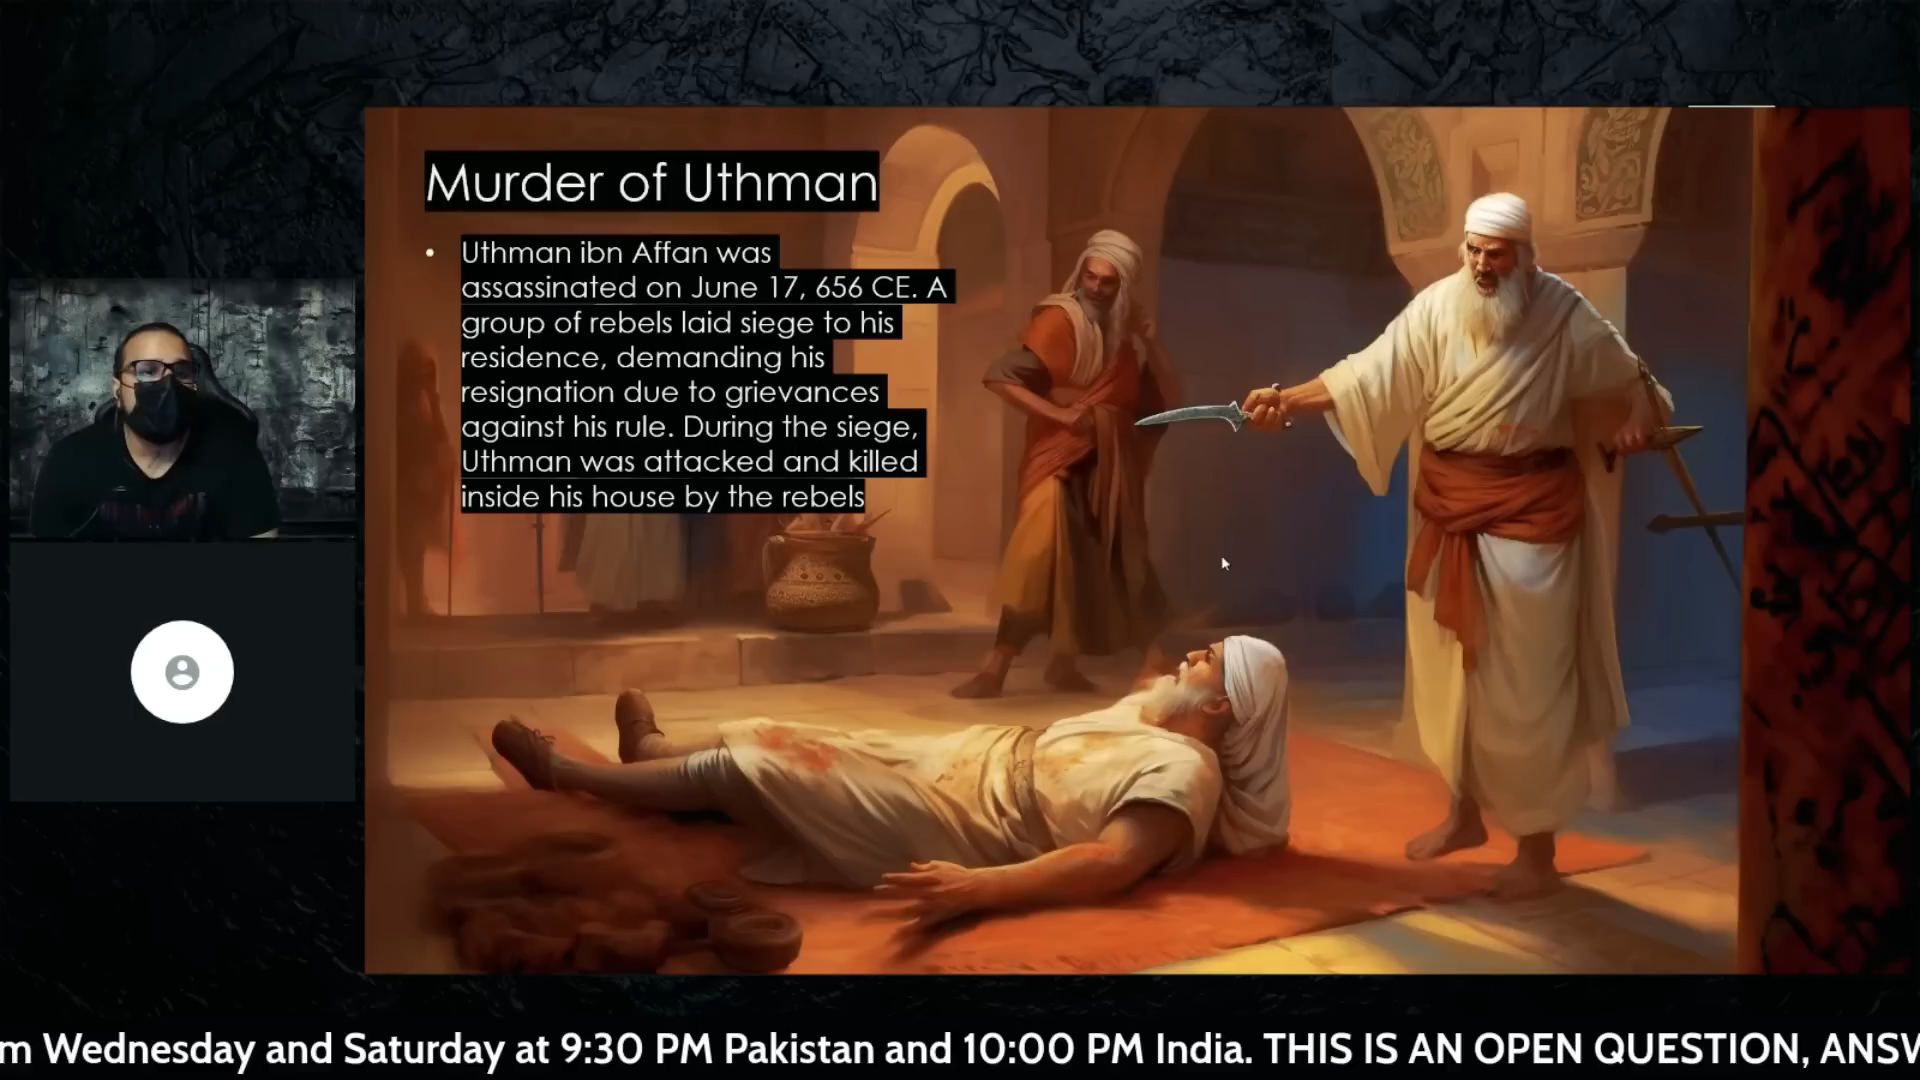 Murder of Uthman
• Uthman ibn Affan was
assassinated on June 17, 656 CE. A
group of rebels laid siege to his
residence, demanding his
resignation due to grievances
against his rule. During the siege,
Uthman was attacked and killed
inside his house by the rebels
Wednesday and Saturday at 9:30 PM Pakistan and 10:00 PM India. THIS IS AN OPEN QUESTION,